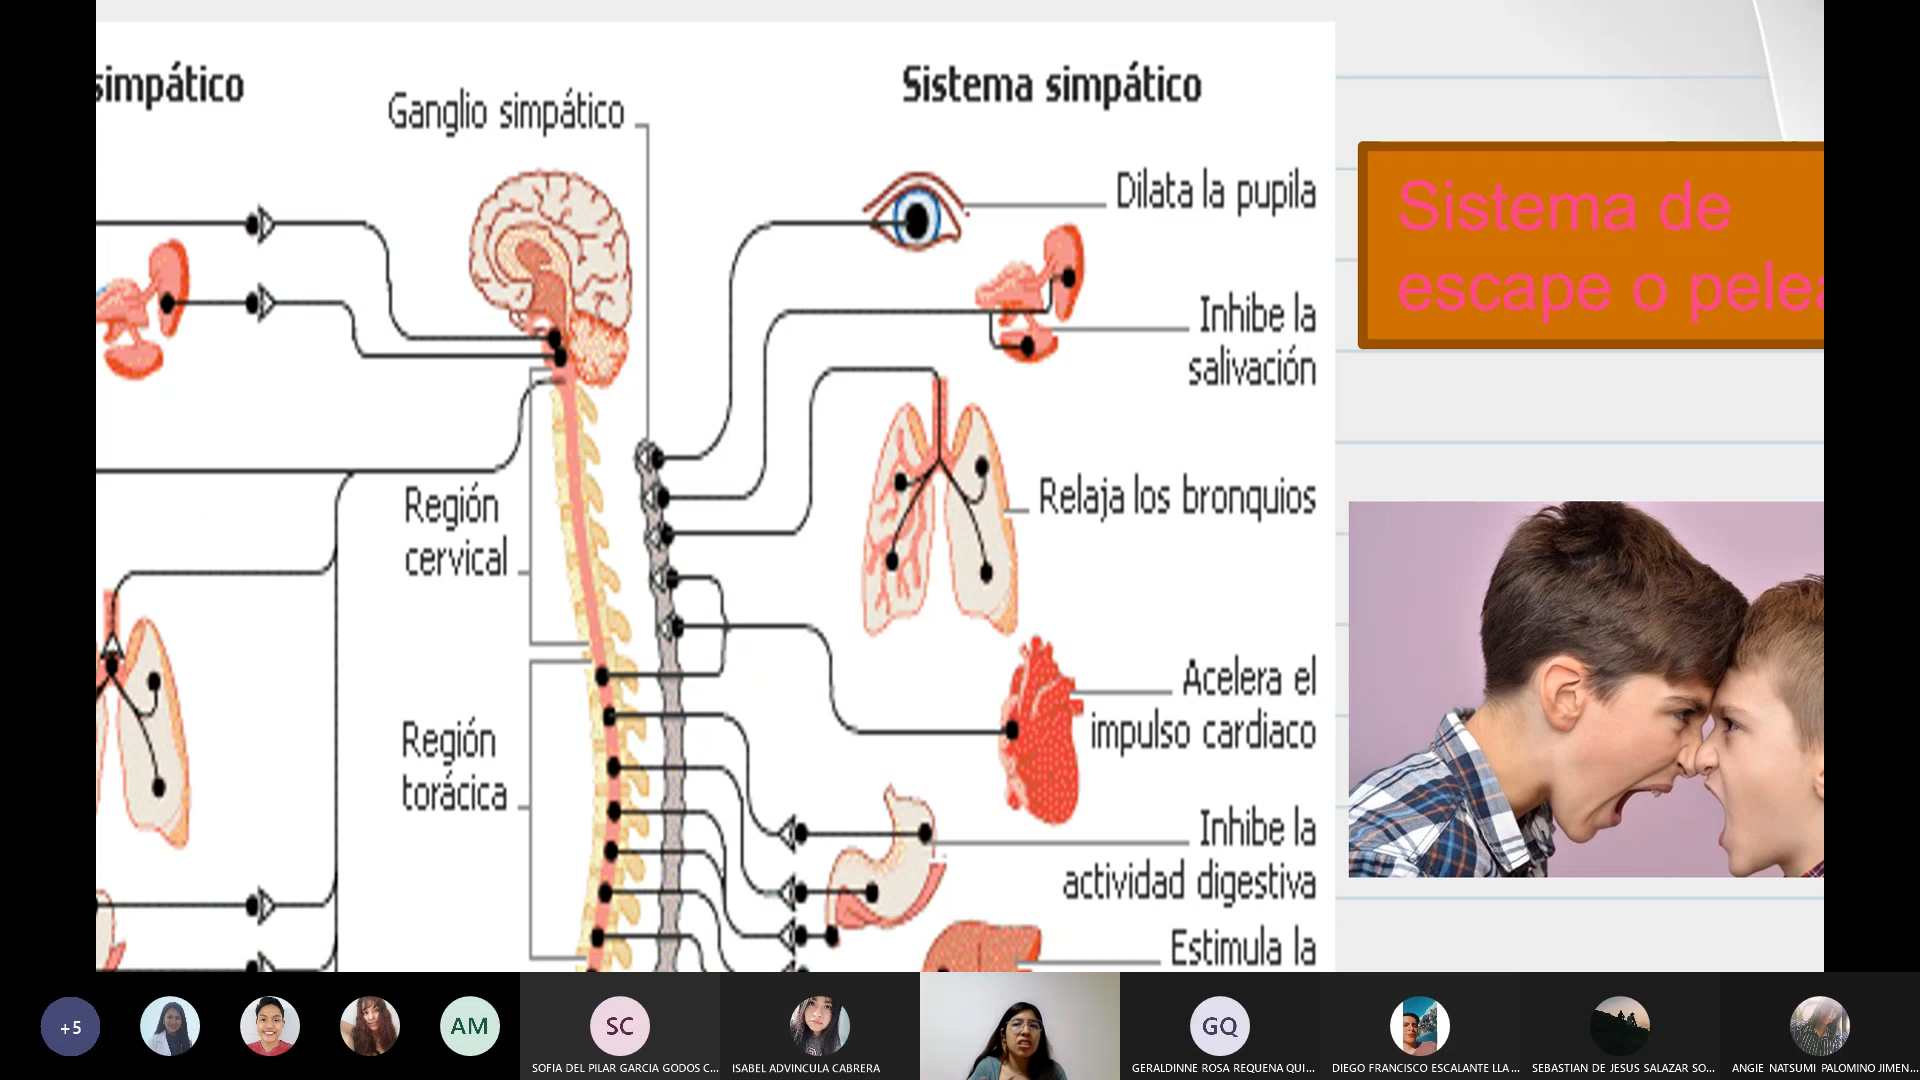 simpático
Ganglio simpático
Sistema simpático
Dilata la pupila
Inhibe la
salivación
Relaja los bronquios
Región
cervical
Acelera el
impulso cardiaco
Región
torácica
Inhibe la
actividad digestiva
Estimula la
Sistema de
escape o pelea
+5
AM
SC
SOFIA DEL PILAR GARCIA GODOS C...
ISABEL ADVINCULA CABRERA
GQ
GERALDINNE ROSA REQUENA QUI...
DIEGO FRANCISCO ESCALANTE LLA...
SEBASTIAN DE JESUS SALAZAR SO...
ANGIE NATSUMI PALOMINO JIMEN...